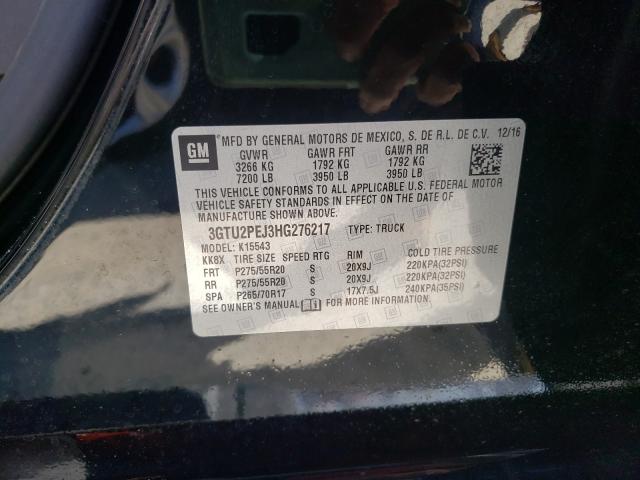 GM
MFD BY GENERAL MOTORS DE MEXICO, S. DE R.L. DE C.V. 12/16
GVWR GAWR FRT GAWR RR
3266 KG 1792 KG 1792 KG
7200 LB 3950 LB 3950 LB
THIS VEHICLE CONFORMS TO ALL APPLICABLE U.S. FEDERAL MOTOR
VEHICLE SAFETY STANDARDS IN EFFECT ON THE DATE OF
MANUFACTURE SHOWN ABOVE.
3GTU2PEJ3HG276217 TYPE: TRUCK
MODEL: K15543
KK8X TIRE SIZE SPEED RTG RIM COLD TIRE PRESSURE
FRT P275/55R20 S 20X9J 220KPA(32PSI)
RR P275/55R20 S 20X9J 220KPA(32PSI)
SPA P265/70R17 S 17X7.5J 240KPA(35PSI)
SEE OWNER'S MANUAL FOR MORE INFORMATION.